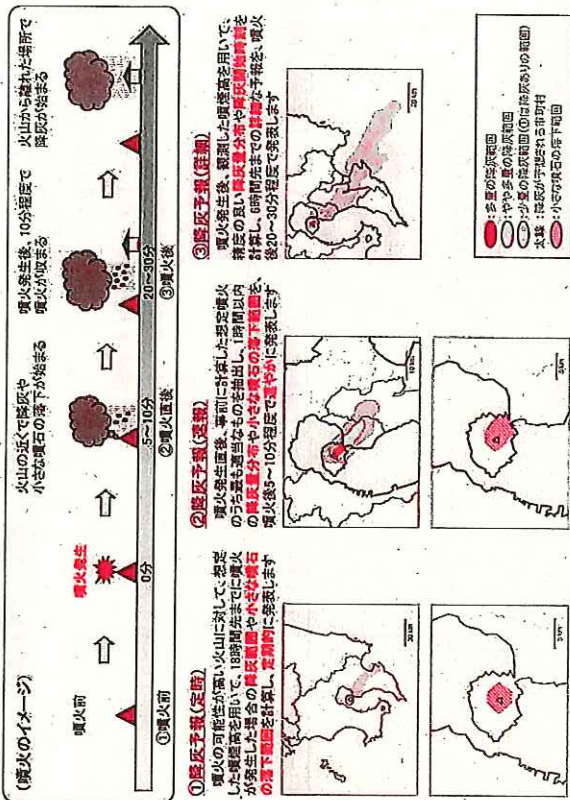 (噴火のイメージ)
噴火前
噴火発生
火山の近くで降灰や
小さな噴石の落下が始まる
噴火発生後、10分程度で
噴火が収まる
火山から離れた場所で
降灰が始まる
0分
5~10分
20~30分
①噴火前
②噴火直後
③噴火後
①降灰予報(定時)
噴火の可能性が高い火山に対して、想定
した噴煙高を用いて、18時間先までに噴火
が発生した場合の降灰範囲や小さな噴石
の落下範囲を計算し、定期的に発表します
②降灰予報(速報)
噴火発生直後、事前に計算した想定噴火
のうち最も適当なものを抽出し、1時間以内
の降灰量分布や小さな噴石の落下範囲を、
噴火後5~10分程度で速やかに発表します
③降灰予報(詳細)
噴火発生後、観測した噴煙高を用いて、
精度の良い降灰量分布や降灰開始時刻を
計算し、6時間先までの詳細な予報を、噴火
後20~30分程度で発表します
:多量の降灰範囲
:やや多量の降灰範囲
:少量の降灰範囲(①は降灰ありの範囲)
太線:降灰が予想される市町村
:小さな噴石の落下範囲